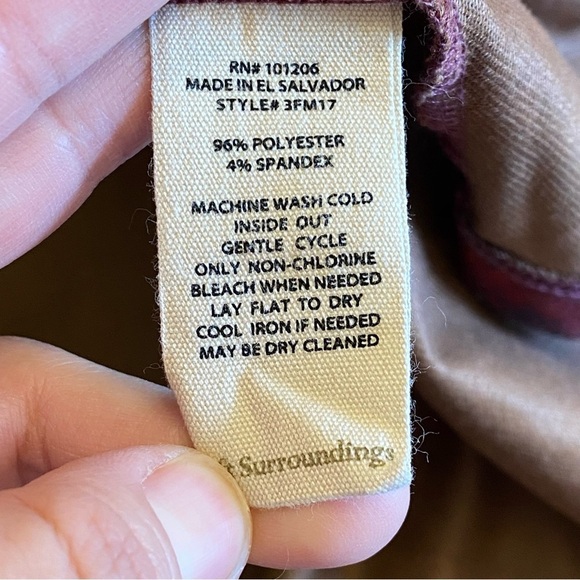 RN# 101206
MADE IN EL SALVADOR
STYLE# 3FM17
96% POLYESTER
4% SPANDEX
MACHINE WASH COLD
INSIDE OUT
GENTLE CYCLE
ONLY NON-CHLORINE
BLEACH WHEN NEEDED
LAY FLAT TO DRY
COOL IRON IF NEEDED
MAY BE DRY CLEANED
Surroundings